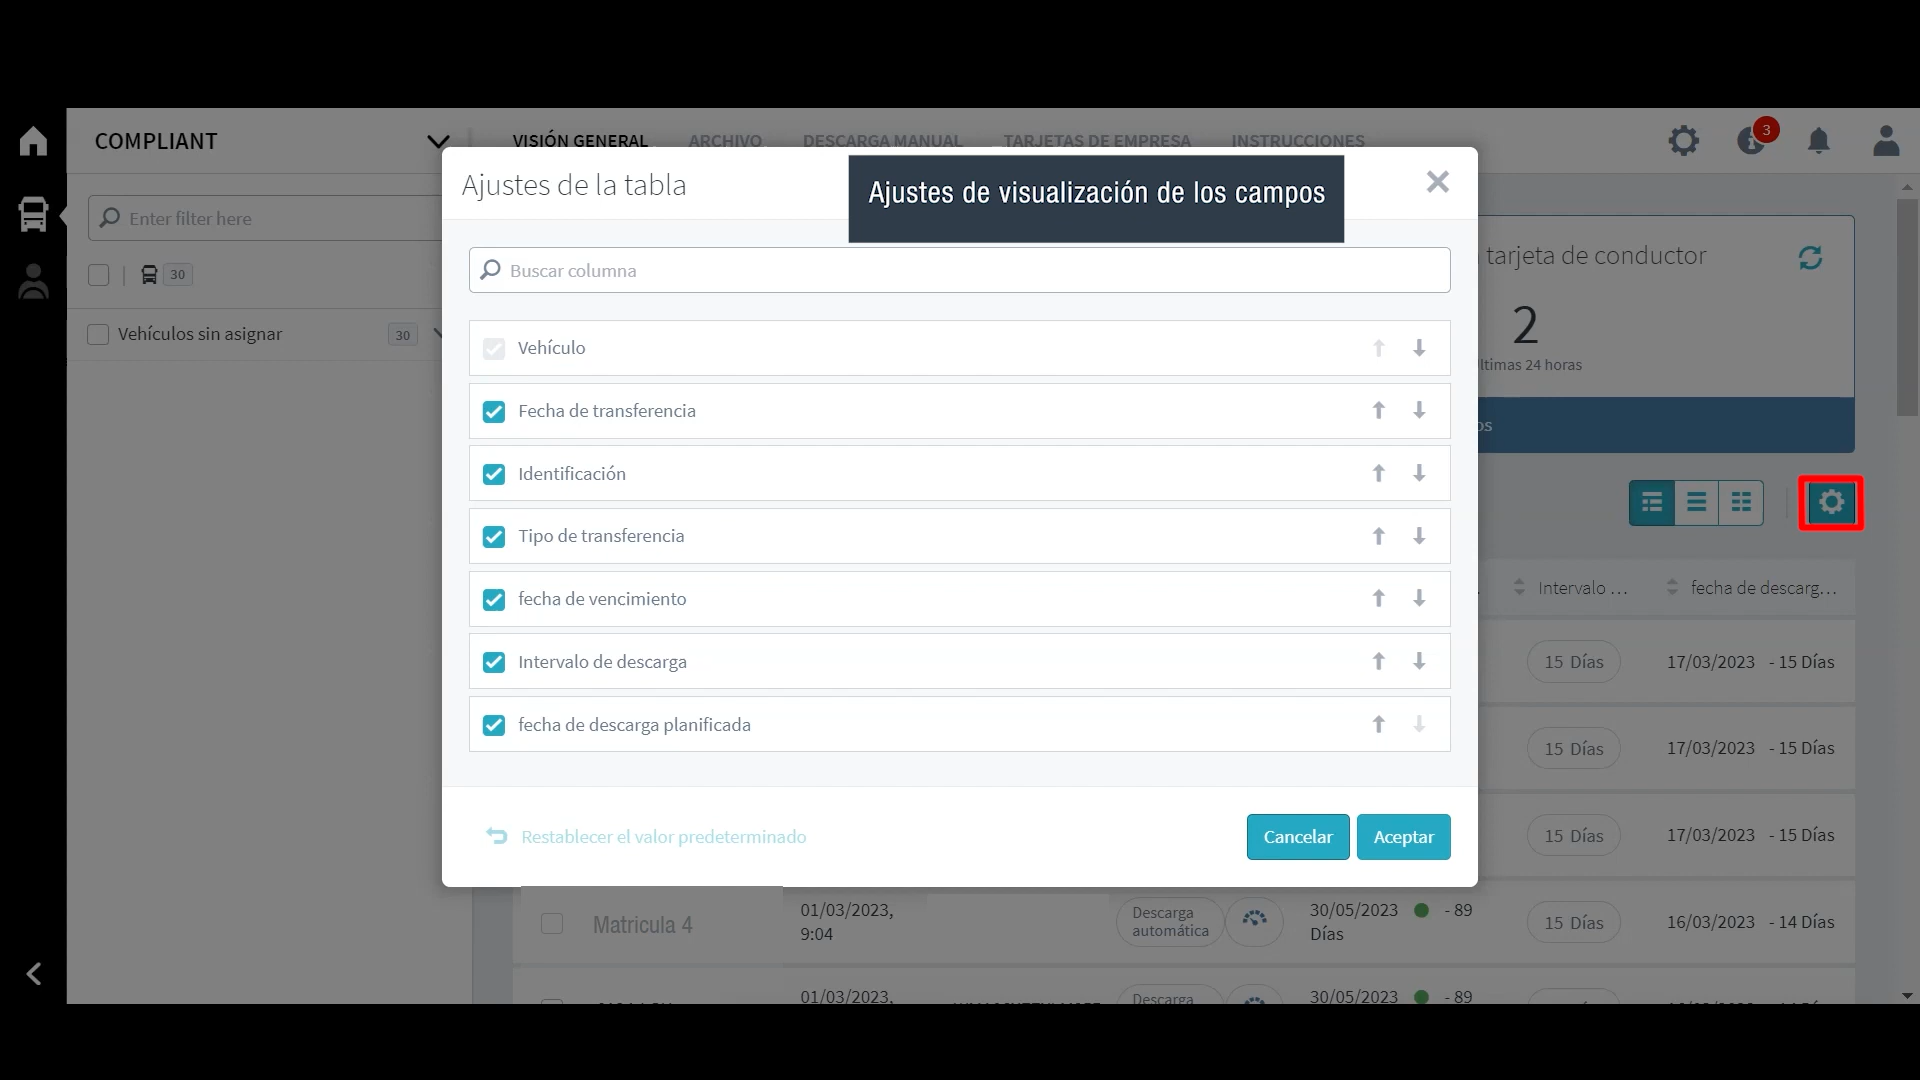 COMPLIANT
VISIÓN GENERAL
ARCHIVO
DESCARGA MANUAL
TARJETAS DE EMPRESA
INSTRUCCIONES
3
Ajustes de la tabla
Ajustes de visualización de los campos
Enter filter here
30
Vehículos sin asignar
30
Buscar columna
Vehículo
Fecha de transferencia
Identificación
Tipo de transferencia
fecha de vencimiento
Intervalo de descarga
fecha de descarga planificada
Restablecer el valor predeterminado
Cancelar
Aceptar
tarjeta de conductor
2
ltimas 24 horas
os
Intervalo ...
fecha de descarg...
15 Días
17/03/2023 - 15 Días
15 Días
17/03/2023 - 15 Días
15 Días
17/03/2023 - 15 Días
Matricula 4
01/03/2023,
9:04
Descarga
automática
30/05/2023 - 89
Días
15 Días
16/03/2023 - 14 Días
01/03/2023,
Descarga
30/05/2023 - 89